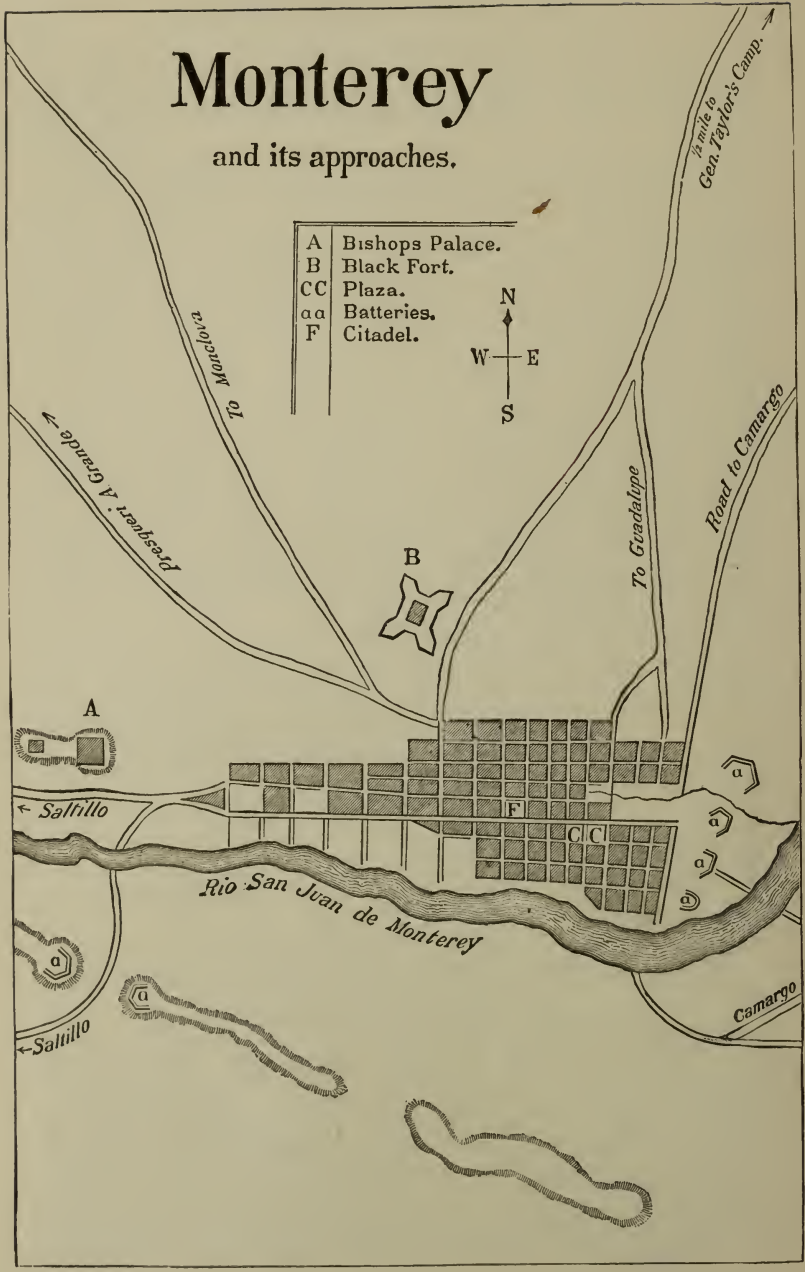 Monterey
and its approaches.
½ mile to
Gen. Taylor's Camp.
A Bishops Palace.
B Black Fort.
CC Plaza.
aa Batteries.
F Citadel.
N
W E
S
To Monclova
Presqueri A Grande
To Guadalupe
Road to Camargo
B
A
a
Saltillo
F
a
C C
a
a
Rio San Juan de Monterey
a
a
Camargo
Saltillo